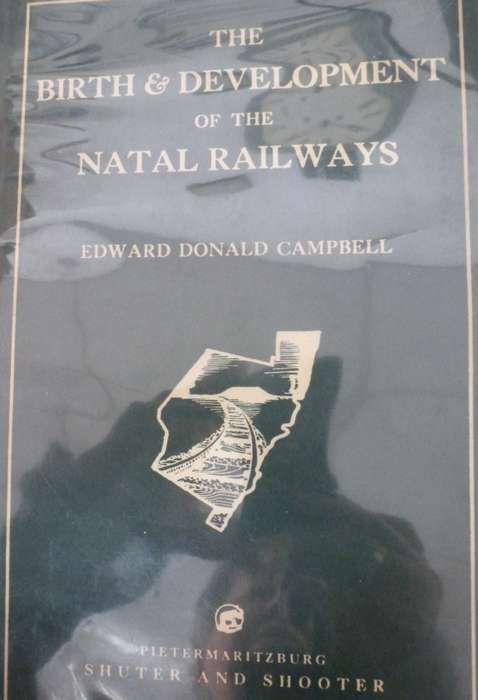 THE
BIRTH & DEVELOPMENT
OF THE
NATAL RAILWAYS
EDWARD DONALD CAMPBELL
PIETERMARITZBURG
SHUTER AND SHOOTER